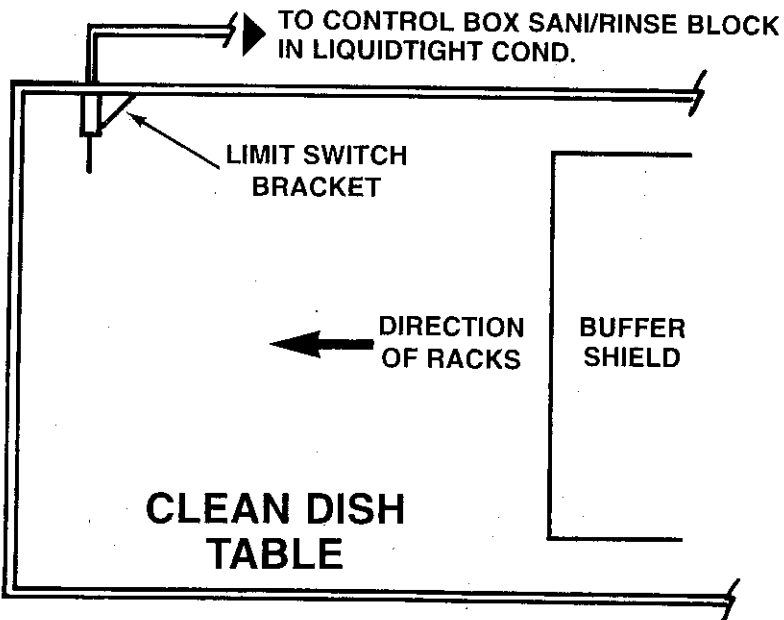 TO CONTROL BOX SANI/RINSE BLOCK
IN LIQUIDTIGHT COND.
LIMIT SWITCH
BRACKET
DIRECTION
OF RACKS
BUFFER
SHIELD
CLEAN DISH
TABLE